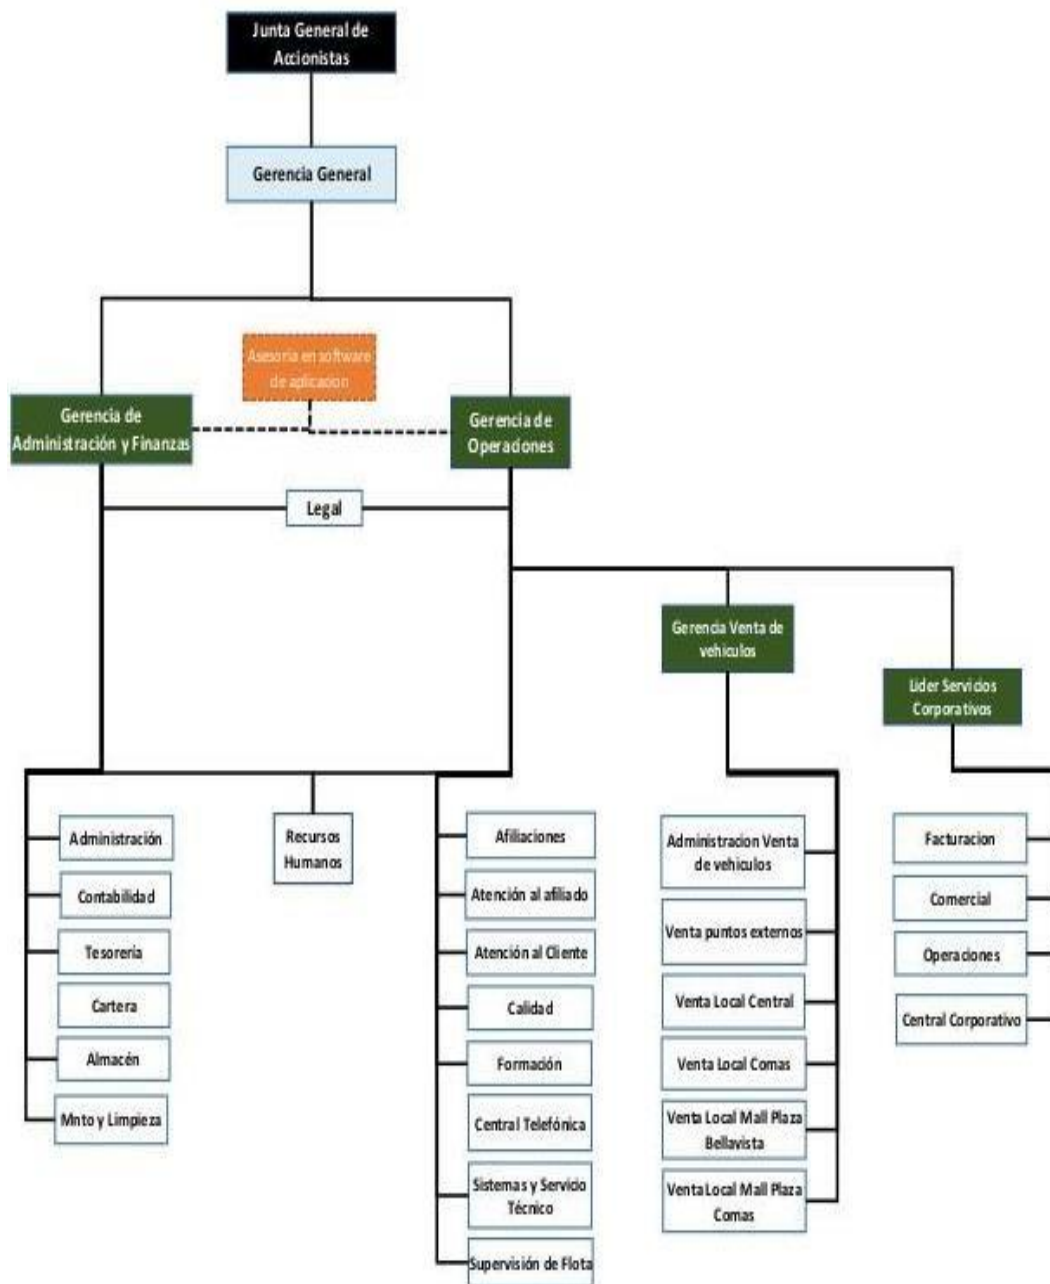 Junta General de
Accionistas
Gerencia General
Asesoria en software
de aplicacion
Gerencia de
Administración y Finanzas
Gerencia de
Operaciones
Legal
Gerencia Venta de
vehiculos
Lider Servicios
Corporativos
Administración
Contabilidad
Tesoreria
Cartera
Almacén
Mnto y Limpieza
Recursos
Humanos
Afiliaciones
Atención al afiliado
Atención al Cliente
Calidad
Formación
Central Telefónica
Sistemas y Servicio
Técnico
Supervisión de Flota
Administracion Venta
de vehiculos
Venta puntos externos
Venta Local Central
Venta Local Comas
Venta Local Mall Plaza
Bellavista
Venta Local Mall Plaza
Comas
Facturacion
Comercial
Operaciones
Central Corporativo